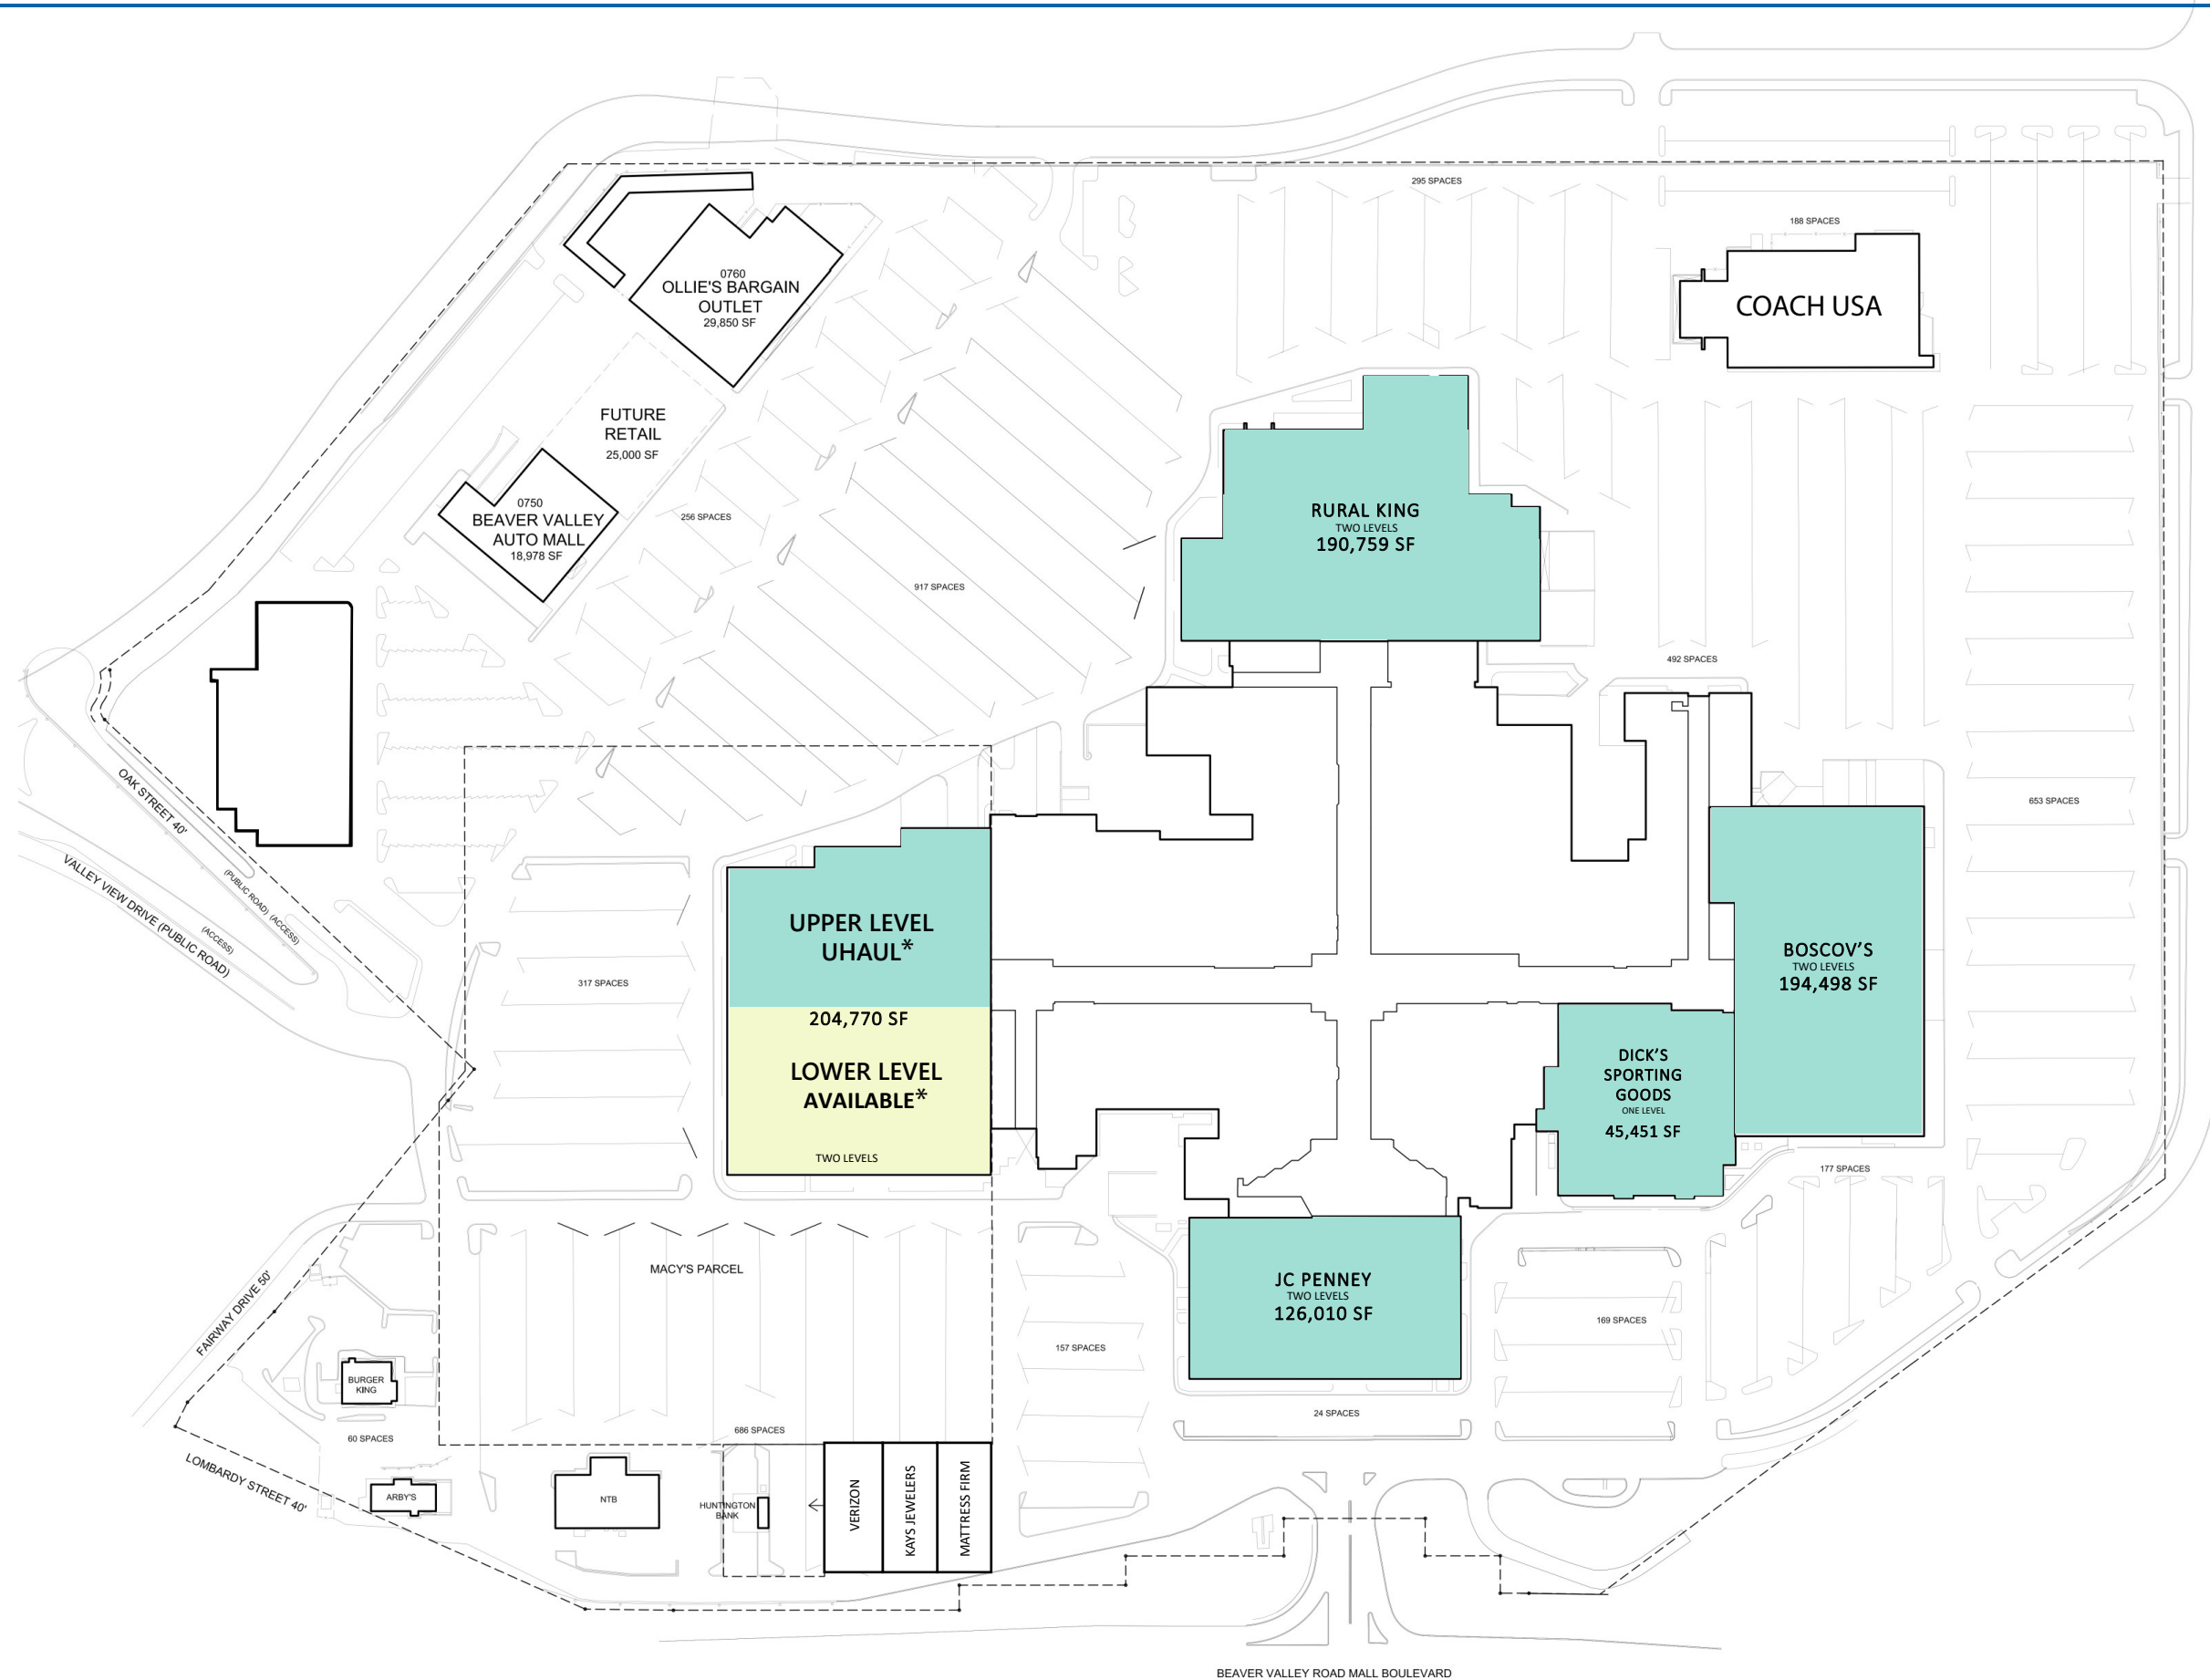 295 SPACES
188 SPACES
0760
OLLIE'S BARGAIN
OUTLET
29,850 SF
COACH USA
FUTURE
RETAIL
25,000 SF
0750
BEAVER VALLEY
AUTO MALL
18,978 SF
256 SPACES
RURAL KING
TWO LEVELS
190,759 SF
917 SPACES
492 SPACES
OAK STREET 40'
(PUBLIC ROAD) (ACCESS)
VALLEY VIEW DRIVE (PUBLIC ROAD)
(ACCESS)
653 SPACES
UPPER LEVEL
UHAUL*
317 SPACES
204,770 SF
LOWER LEVEL
AVAILABLE*
TWO LEVELS
BOSCOV'S
TWO LEVELS
194,498 SF
DICK'S
SPORTING
GOODS
ONE LEVEL
45,451 SF
177 SPACES
MACY'S PARCEL
JC PENNEY
TWO LEVELS
126,010 SF
FAIRWAY DRIVE 50'
157 SPACES
169 SPACES
BURGER
KING
60 SPACES
686 SPACES
24 SPACES
LOMBARDY STREET 40'
ARBY'S
NTB
HUNTINGTON
BANK
VERIZON
KAYS JEWELERS
MATTRESS FIRM
BEAVER VALLEY ROAD MALL BOULEVARD